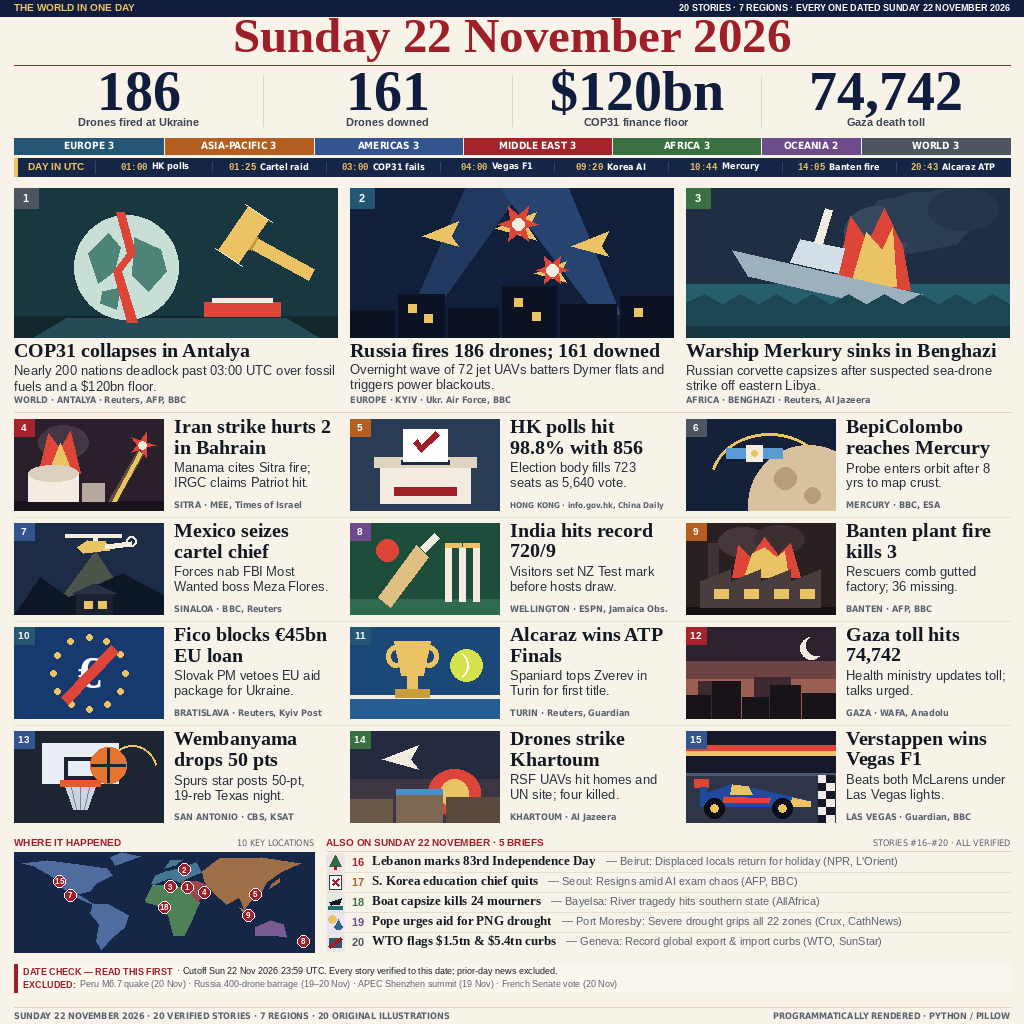 THE WORLD IN ONE DAY
20 STORIES · 7 REGIONS · EVERY ONE DATED SUNDAY 22 NOVEMBER 2026
Sunday 22 November 2026
186
Drones fired at Ukraine
161
Drones downed
$120bn
COP31 finance floor
74,742
Gaza death toll
EUROPE 3
ASIA-PACIFIC 3
AMERICAS 3
MIDDLE EAST 3
AFRICA 3
OCEANIA 2
WORLD 3
DAY IN UTC
01:00 HK polls
01:25 Cartel raid
03:00 COP31 fails
04:00 Vegas F1
09:20 Korea AI
10:44 Mercury
14:05 Banten fire
20:43 Alcaraz ATP
1
COP31 collapses in Antalya
Nearly 200 nations deadlock past 03:00 UTC over fossil
fuels and a $120bn floor.
WORLD · ANTALYA · Reuters, AFP, BBC
2
Russia fires 186 drones; 161 downed
Overnight wave of 72 jet UAVs batters Dymer flats and
triggers power blackouts.
EUROPE · KYIV · Ukr. Air Force, BBC
3
Warship Merkury sinks in Benghazi
Russian corvette capsizes after suspected sea-drone
strike off eastern Libya.
AFRICA · BENGHAZI · Reuters, Al Jazeera
4
Iran strike hurts 2
in Bahrain
Manama cites Sitra fire;
IRGC claims Patriot hit.
SITRA · MEE, Times of Israel
5
HK polls hit
98.8% with 856
Election body fills 723
seats as 5,640 vote.
HONG KONG · info.gov.hk, China Daily
6
BepiColombo
reaches Mercury
Probe enters orbit after 8
yrs to map crust.
MERCURY · BBC, ESA
7
Mexico seizes
cartel chief
Forces nab FBI Most
Wanted boss Meza Flores.
SINALOA · BBC, Reuters
8
India hits record
720/9
Visitors set NZ Test mark
before hosts draw.
WELLINGTON · ESPN, Jamaica Obs.
9
Banten plant fire
kills 3
Rescuers comb gutted
factory; 36 missing.
BANTEN · AFP, BBC
10
€
Fico blocks €45bn
EU loan
Slovak PM vetoes EU aid
package for Ukraine.
BRATISLAVA · Reuters, Kyiv Post
11
Alcaraz wins ATP
Finals
Spaniard tops Zverev in
Turin for first title.
TURIN · Reuters, Guardian
12
Gaza toll hits
74,742
Health ministry updates toll;
talks urged.
GAZA · WAFA, Anadolu
13
Wembanyama
drops 50 pts
Spurs star posts 50-pt,
19-reb Texas night.
SAN ANTONIO · CBS, KSAT
14
Drones strike
Khartoum
RSF UAVs hit homes and
UN site; four killed.
KHARTOUM · Al Jazeera
15
Verstappen wins
Vegas F1
Beats both McLarens under
Las Vegas lights.
LAS VEGAS · Guardian, BBC
WHERE IT HAPPENED
10 KEY LOCATIONS
15
7
2
3
1
4
18
5
9
8
ALSO ON SUNDAY 22 NOVEMBER · 5 BRIEFS
STORIES #16–#20 · ALL VERIFIED
16 Lebanon marks 83rd Independence Day — Beirut: Displaced locals return for holiday (NPR, L'Orient)
17 S. Korea education chief quits — Seoul: Resigns amid AI exam chaos (AFP, BBC)
18 Boat capsize kills 24 mourners — Bayelsa: River tragedy hits southern state (AllAfrica)
19 Pope urges aid for PNG drought — Port Moresby: Severe drought grips all 22 zones (Crux, CathNews)
20 WTO flags $1.5tn & $5.4tn curbs — Geneva: Record global export & import curbs (WTO, SunStar)
DATE CHECK — READ THIS FIRST · Cutoff Sun 22 Nov 2026 23:59 UTC. Every story verified to this date; prior-day news excluded.
EXCLUDED: Peru M6.7 quake (20 Nov) · Russia 400-drone barrage (19–20 Nov) · APEC Shenzhen summit (19 Nov) · French Senate vote (20 Nov)
SUNDAY 22 NOVEMBER 2026 · 20 VERIFIED STORIES · 7 REGIONS · 20 ORIGINAL ILLUSTRATIONS
PROGRAMMATICALLY RENDERED · PYTHON / PILLOW